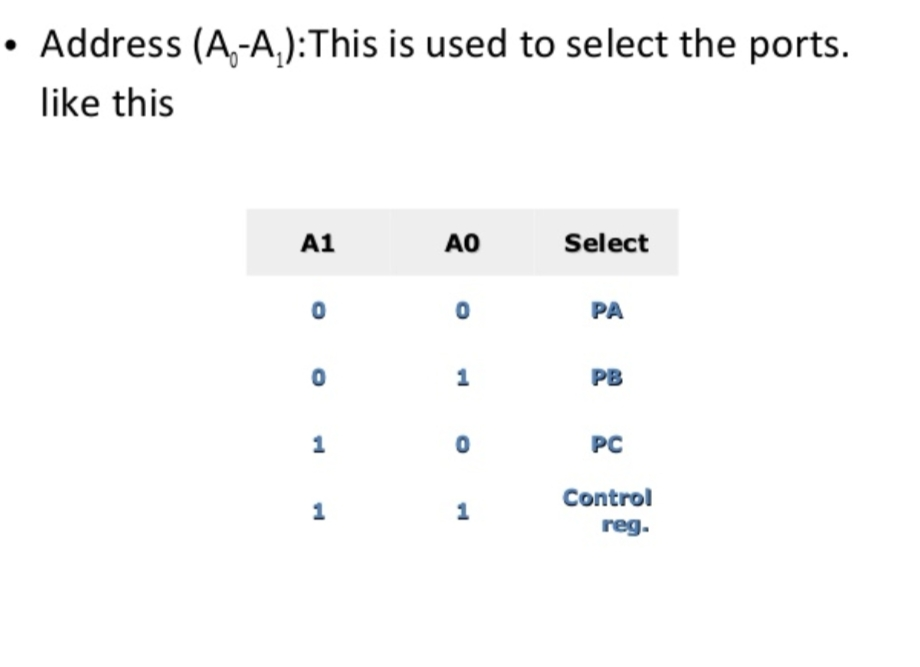 • Address (A₀-A₁):This is used to select the ports.
like this
A1 A0 Select
0 0 PA
0 1 PB
1 0 PC
1 1 Control
reg.